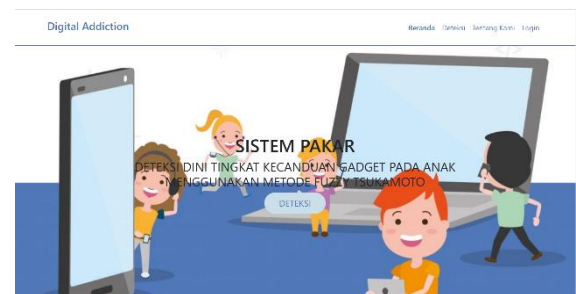 Digital Addiction
Beranda Deteksi Tentang Kami Login
SISTEM PAKAR
DETEKSI DINI TINGKAT KECANDUAN GADGET PADA ANAK
MENGGUNAKAN METODE FUZZY TSUKAMOTO
DETEKSI